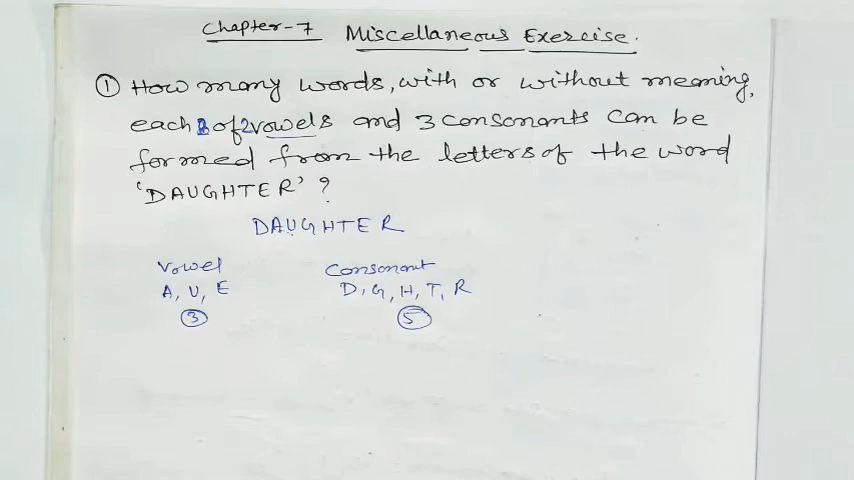 Chapter-7 Miscellaneous Exercise.
① How many words, with or without meaning,
each of 2 vowels and 3 consonants can be
formed from the letters of the word
'DAUGHTER' ?
DAUGHTER
Vowel Consonant
A, U, E D, G, H, T, R
③ ⑤